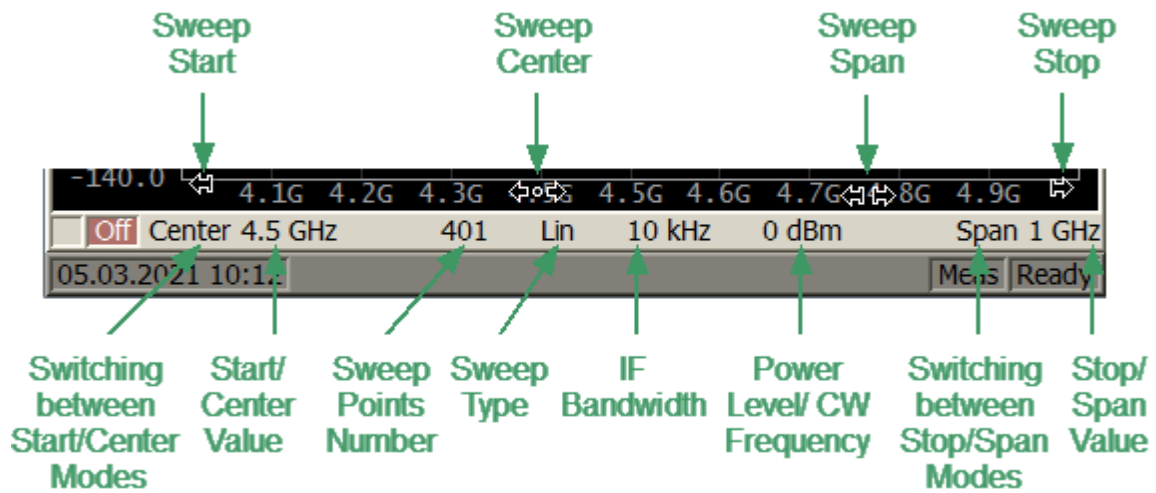 Sweep Start
Sweep Center
Sweep Span
Sweep Stop
-140.0
4.1G 4.2G 4.3G G 4.5G 4.6G 4.7G 8G 4.9G
Off Center 4.5 GHz 401 Lin 10 kHz 0 dBm Span 1 GHz
05.03.2021 10:12 Meas Ready
Switching between Start/Center Modes
Start/ Center Value
Sweep Points Number
Sweep Type
IF Bandwidth
Power Level/ CW Frequency
Switching between Stop/Span Modes
Stop/ Span Value